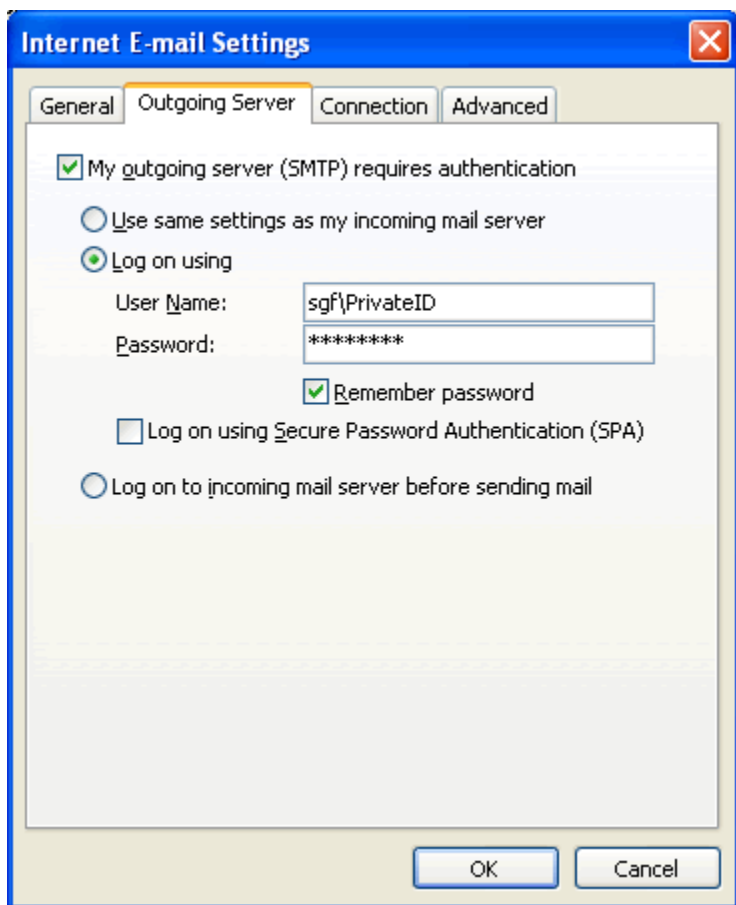 Internet E-mail Settings
General Outgoing Server Connection Advanced
My outgoing server (SMTP) requires authentication
Use same settings as my incoming mail server
Log on using
User Name: sgf\PrivateID
Password: ********
Remember password
Log on using Secure Password Authentication (SPA)
Log on to incoming mail server before sending mail
OK Cancel